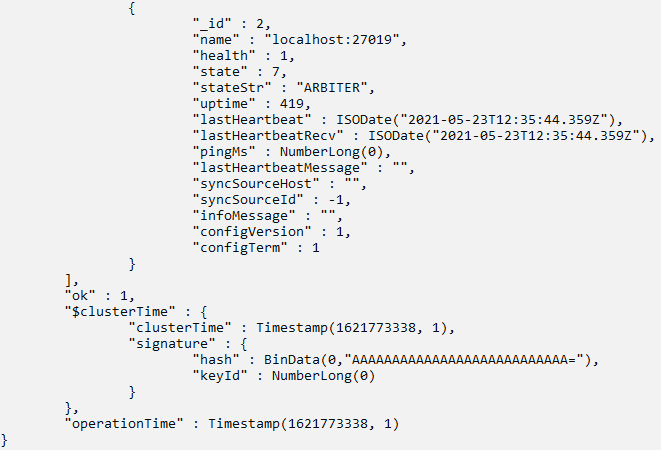 {
"_id" : 2,
"name" : "localhost:27019",
"health" : 1,
"state" : 7,
"stateStr" : "ARBITER",
"uptime" : 419,
"lastHeartbeat" : ISODate("2021-05-23T12:35:44.359Z"),
"lastHeartbeatRecv" : ISODate("2021-05-23T12:35:44.359Z"),
"pingMs" : NumberLong(0),
"lastHeartbeatMessage" : "",
"syncSourceHost" : "",
"syncSourceId" : -1,
"infoMessage" : "",
"configVersion" : 1,
"configTerm" : 1
}
],
"ok" : 1,
"$clusterTime" : {
"clusterTime" : Timestamp(1621773338, 1),
"signature" : {
"hash" : BinData(0,"AAAAAAAAAAAAAAAAAAAAAAAAAAA="),
"keyId" : NumberLong(0)
}
},
"operationTime" : Timestamp(1621773338, 1)
}